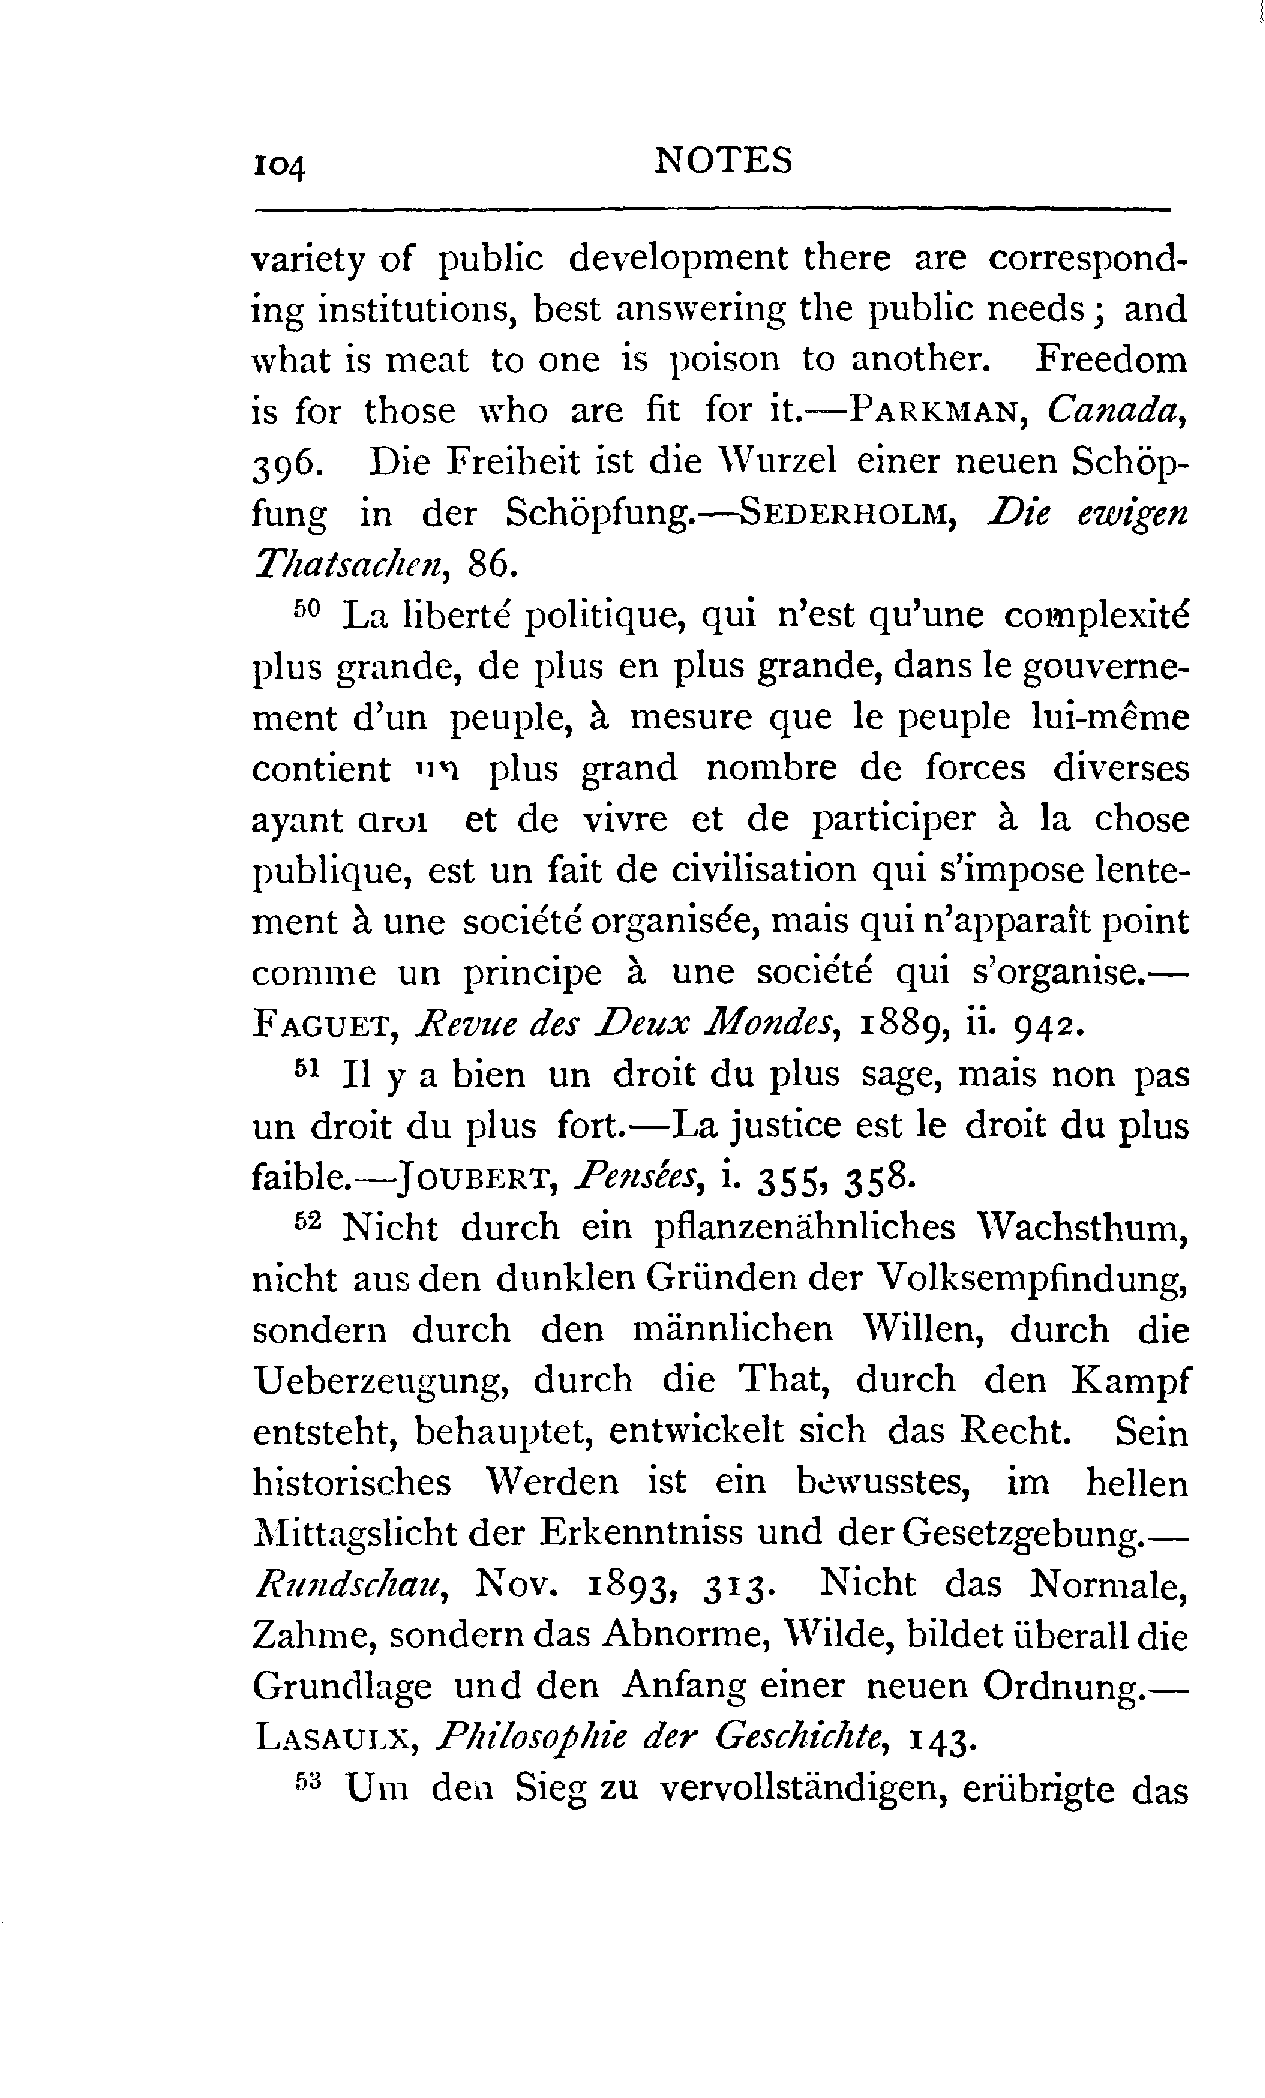 104 NOTES
variety of public development there are correspond-
ing institutions, best answering the public needs; and
what is meat to one is poison to another. Freedom
is for those who are fit for it.—PARKMAN, Canada,
396. Die Freiheit ist die Wurzel einer neuen Schöp-
fung in der Schöpfung.—SEDERHOLM, Die ewigen
Thatsachen, 86.
50 La liberté politique, qui n'est qu'une complexité
plus grande, de plus en plus grande, dans le gouverne-
ment d'un peuple, à mesure que le peuple lui-même
contient un plus grand nombre de forces diverses
ayant et de vivre et de participer à la chose
publique, est un fait de civilisation qui s'impose lente-
ment à une société organisée, mais qui n'apparaît point
comme un principe à une société qui s'organise.—
FAGUET, Revue des Deux Mondes, 1889, ii. 942.
51 Il y a bien un droit du plus sage, mais non pas
un droit du plus fort.—La justice est le droit du plus
faible.—JOUBERT, Pensées, i. 355, 358.
52 Nicht durch ein pflanzenähnliches Wachsthum,
nicht aus den dunklen Gründen der Volksempfindung,
sondern durch den männlichen Willen, durch die
Ueberzeugung, durch die That, durch den Kampf
entsteht, behauptet, entwickelt sich das Recht. Sein
historisches Werden ist ein bewusstes, im hellen
Mittagslicht der Erkenntniss und der Gesetzgebung.—
Rundschau, Nov. 1893, 313. Nicht das Normale,
Zahme, sondern das Abnorme, Wilde, bildet überall die
Grundlage und den Anfang einer neuen Ordnung.—
LASAULX, Philosophie der Geschichte, 143.
53 Um den Sieg zu vervollständigen, erübrigte das